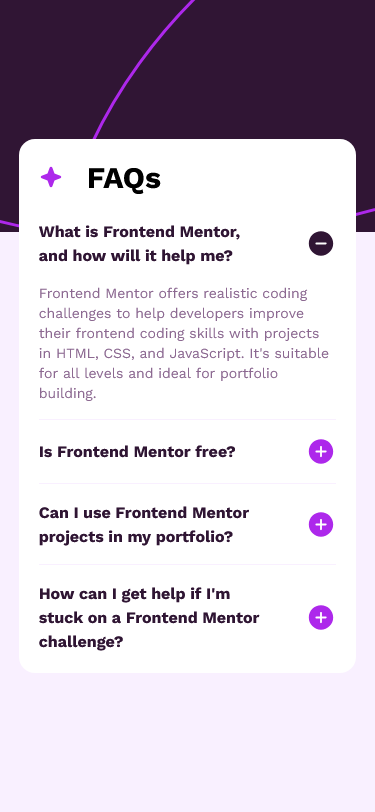 FAQs
What is Frontend Mentor,
and how will it help me?
Frontend Mentor offers realistic coding
challenges to help developers improve
their frontend coding skills with projects
in HTML, CSS, and JavaScript. It's suitable
for all levels and ideal for portfolio
building.
Is Frontend Mentor free?
Can I use Frontend Mentor
projects in my portfolio?
How can I get help if I'm
stuck on a Frontend Mentor
challenge?